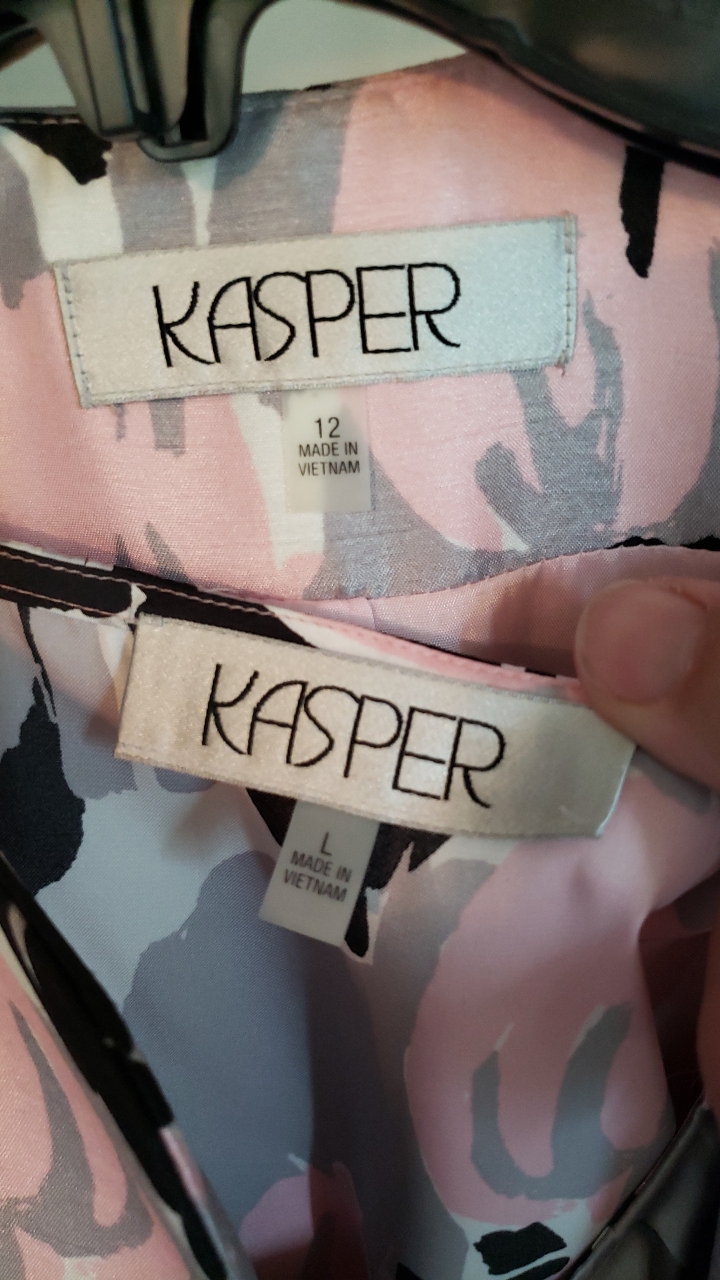 KASPER
12
MADE IN
VIETNAM
KASPER
L
MADE IN
VIETNAM